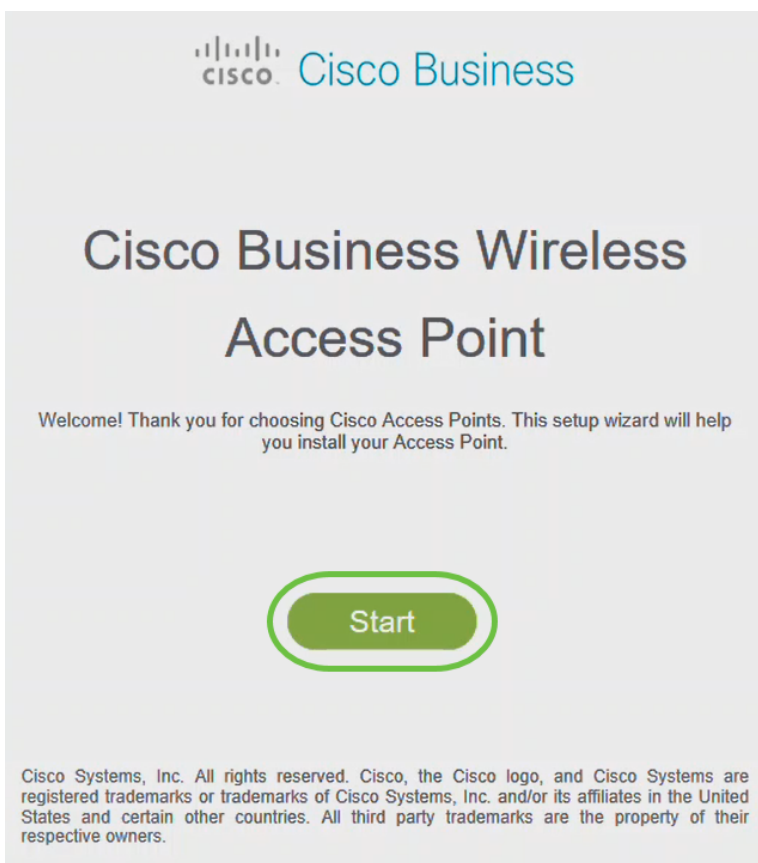 cisco. Cisco Business
Cisco Business Wireless
Access Point
Welcome! Thank you for choosing Cisco Access Points. This setup wizard will help
you install your Access Point.
Start
Cisco Systems, Inc. All rights reserved. Cisco, the Cisco logo, and Cisco Systems are
registered trademarks or trademarks of Cisco Systems, Inc. and/or its affiliates in the United
States and certain other countries. All third party trademarks are the property of their
respective owners.